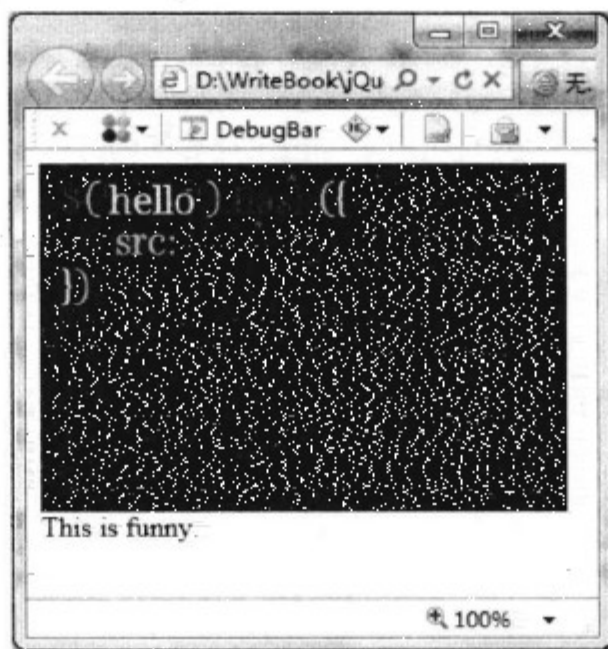 D:\WriteBook\jQu
无.
DebugBar
$(hello) ({
src:
})
This is funny.
100%